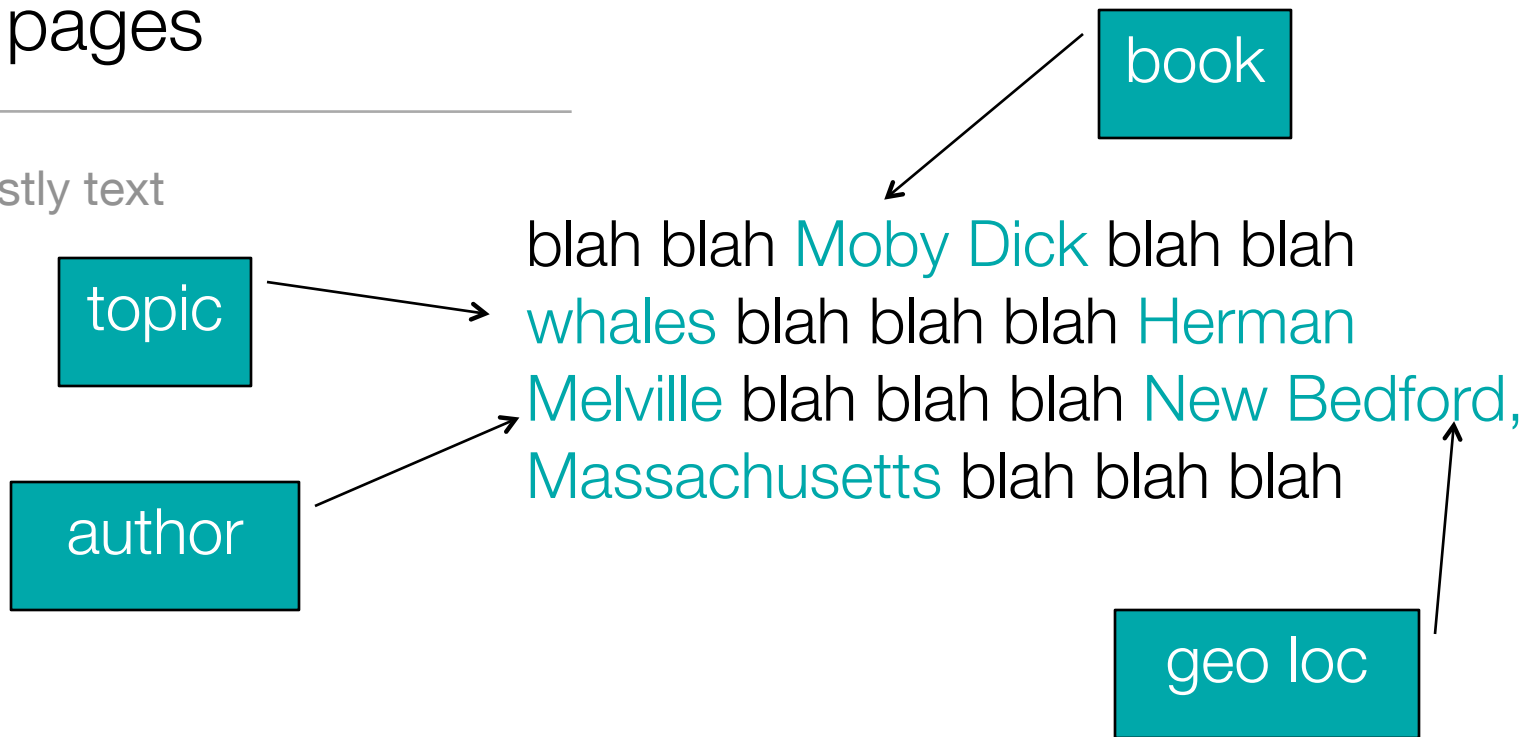 pages
book
stly text
topic
blah blah Moby Dick blah blah
whales blah blah blah Herman
Melville blah blah blah New Bedford,
Massachusetts blah blah blah
author
geo loc